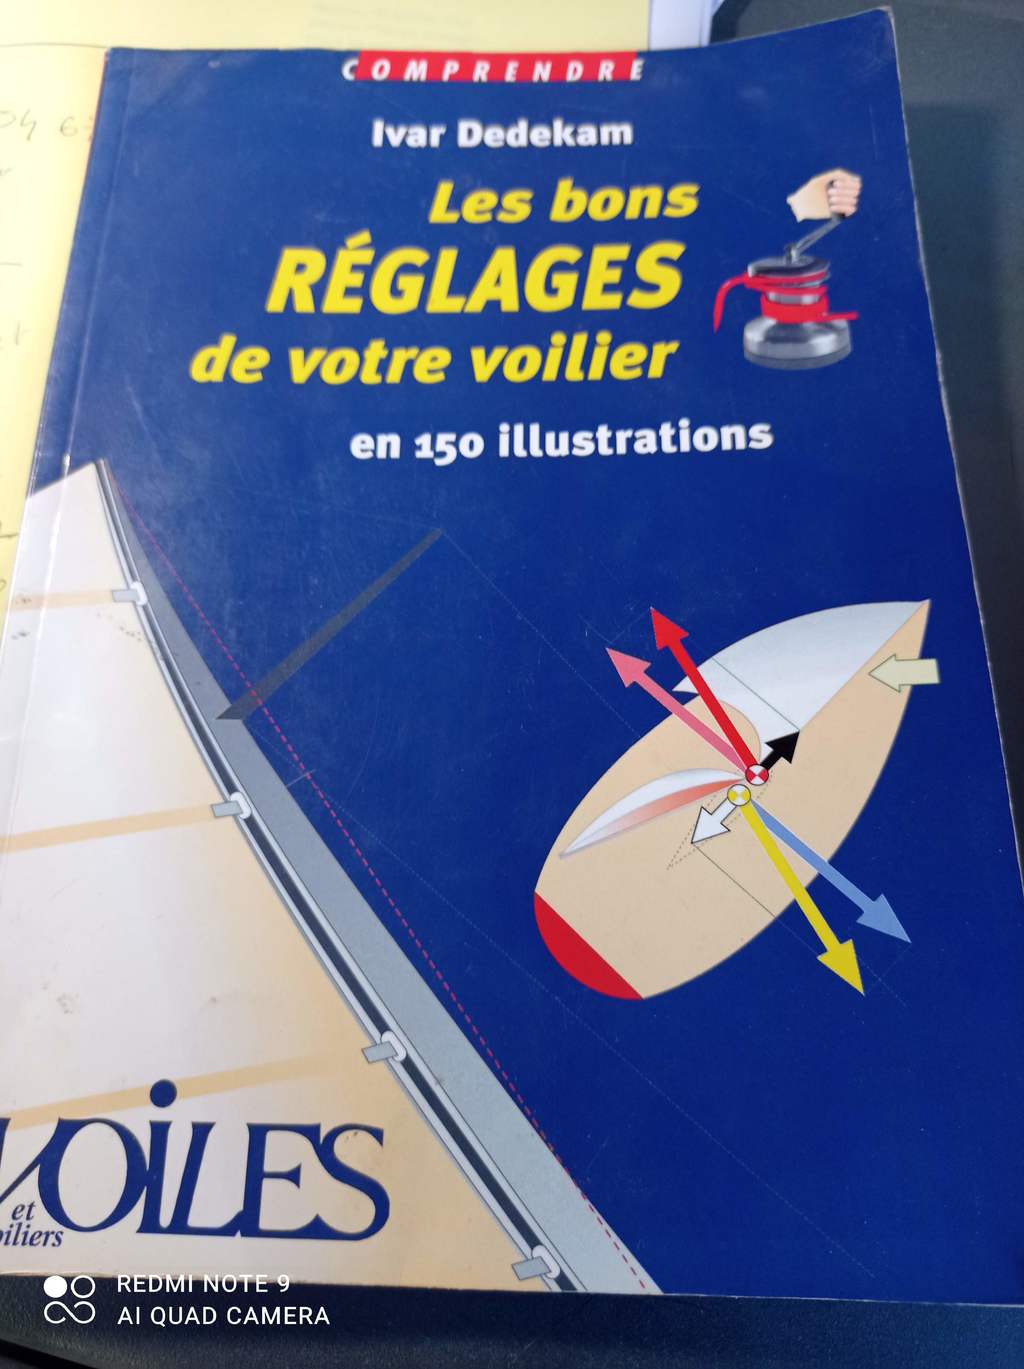 COMPRENDRE
Ivar Dedekam
Les bons
RÉGLAGES
de votre voilier
en 150 illustrations
VOILES
et
oiliers
REDMI NOTE 9
AI QUAD CAMERA